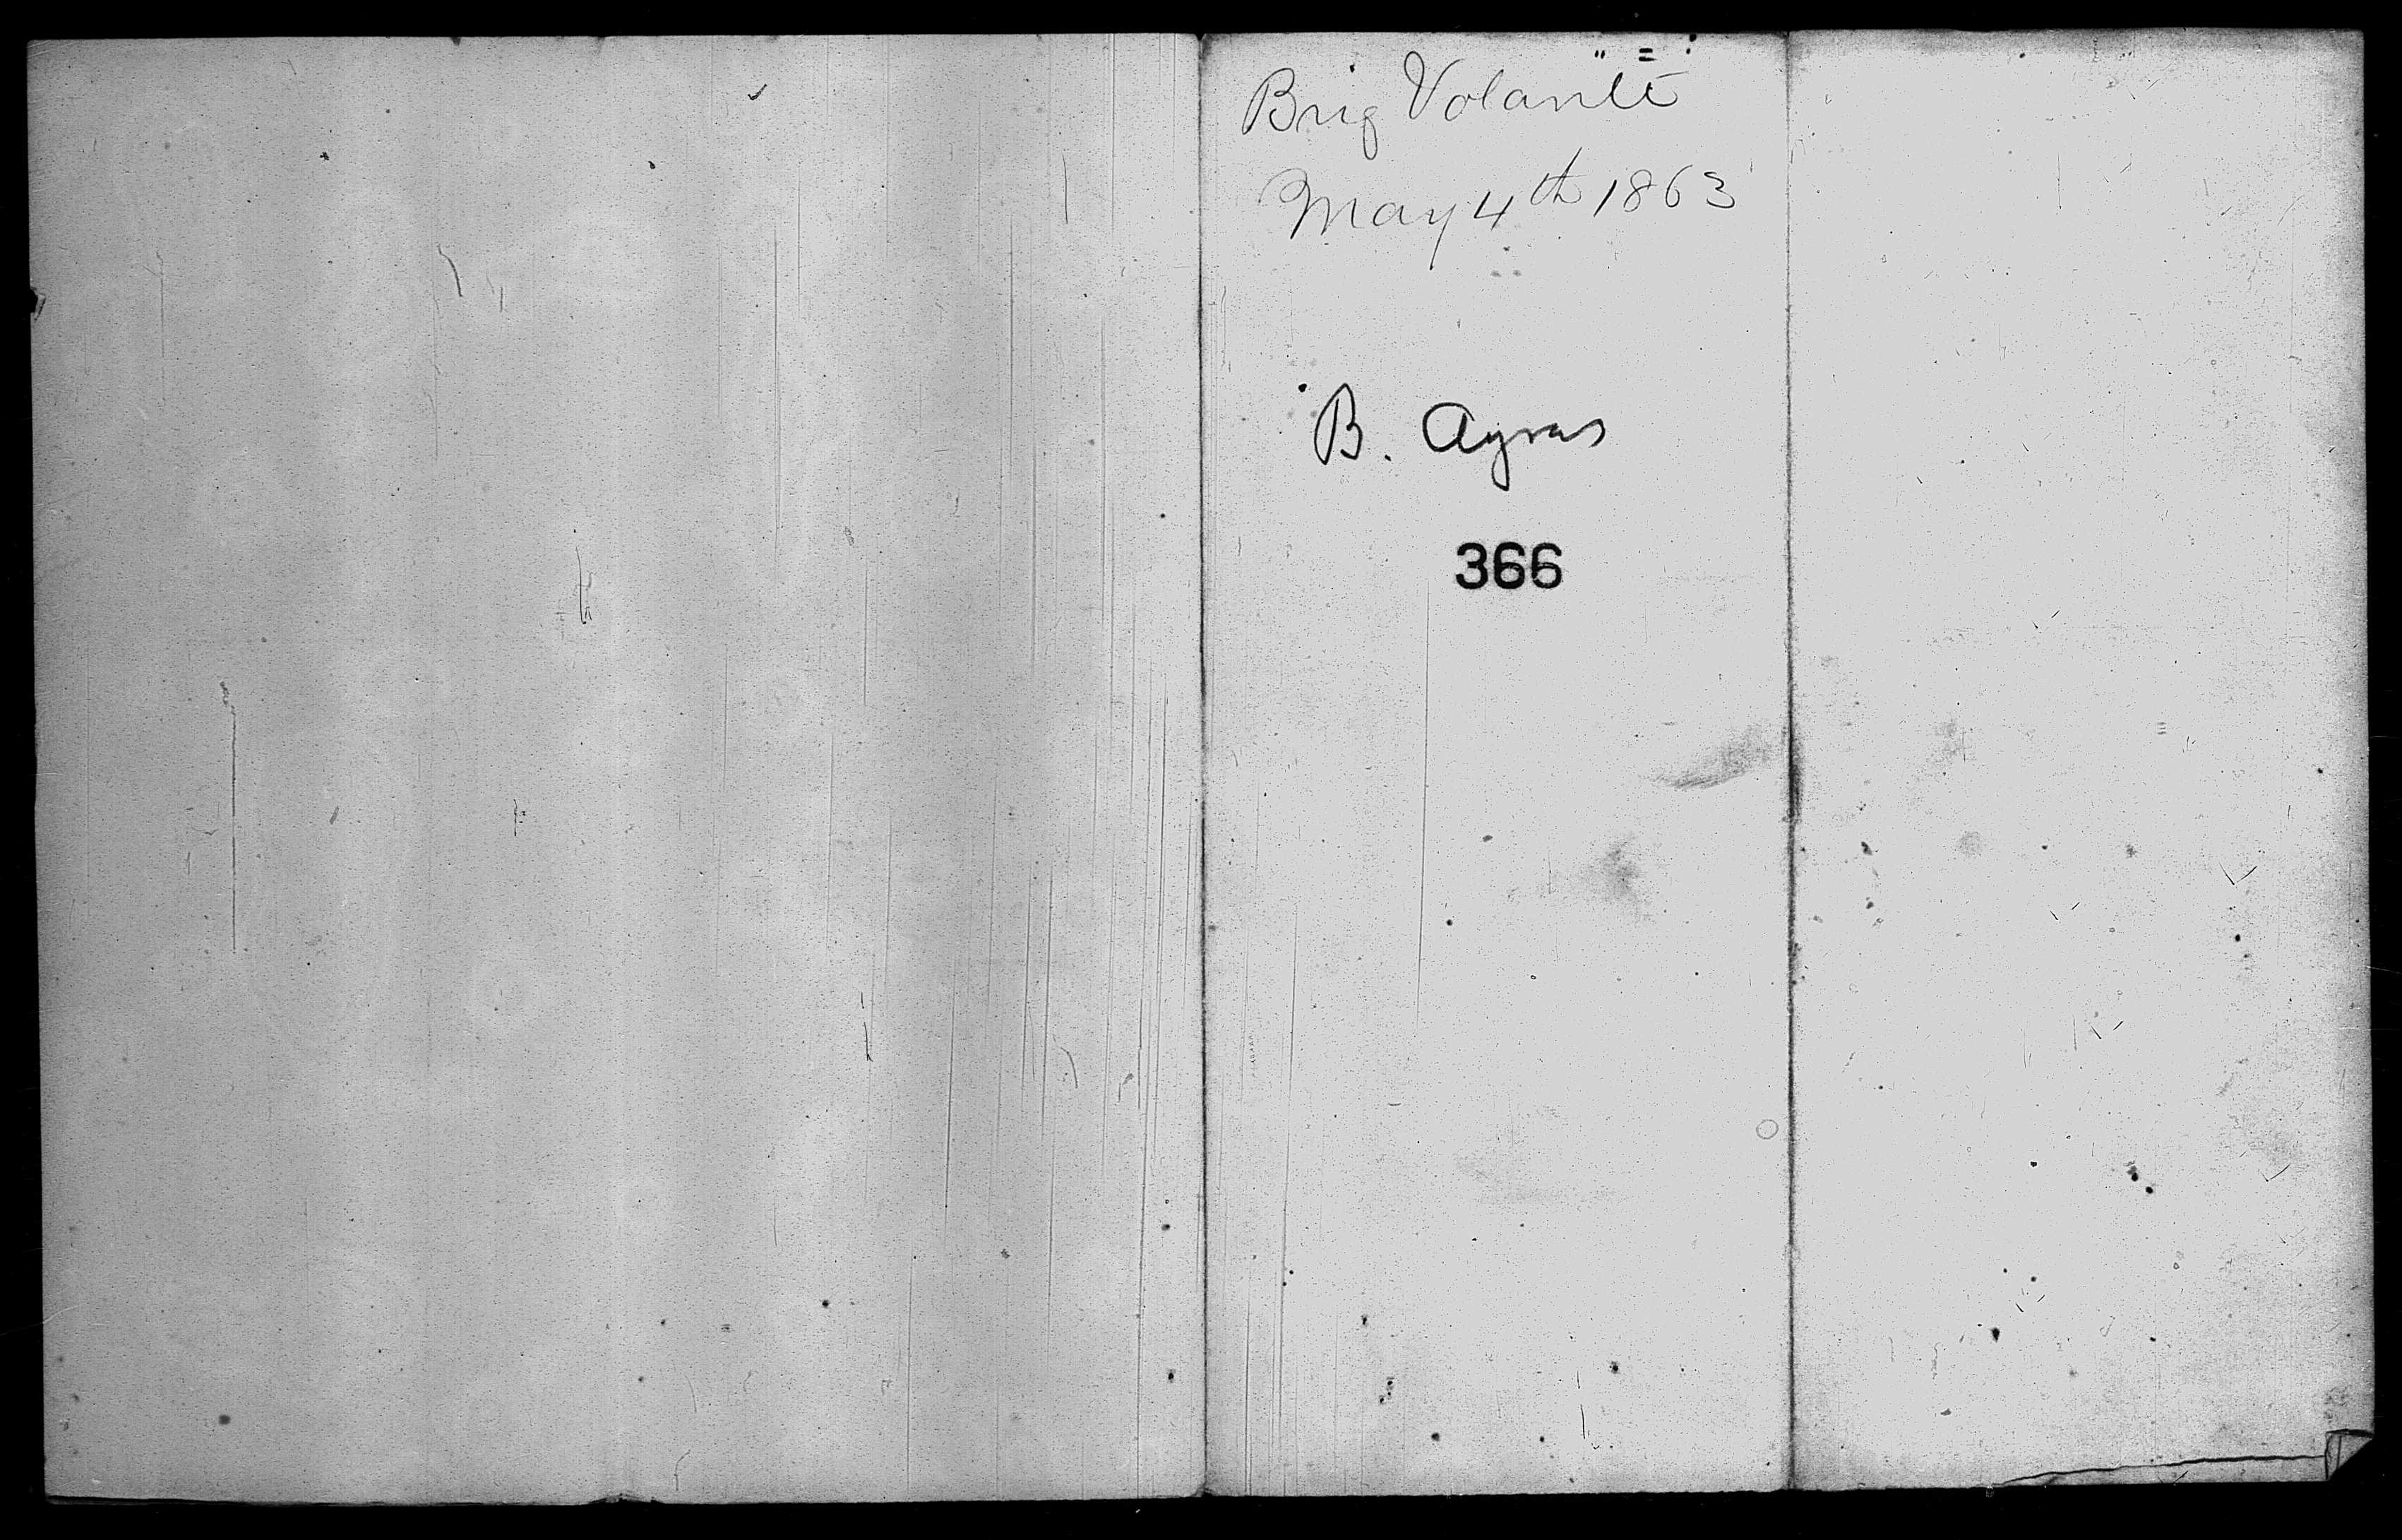 Brig Volante
May 4th 1863
B. Ayres
366